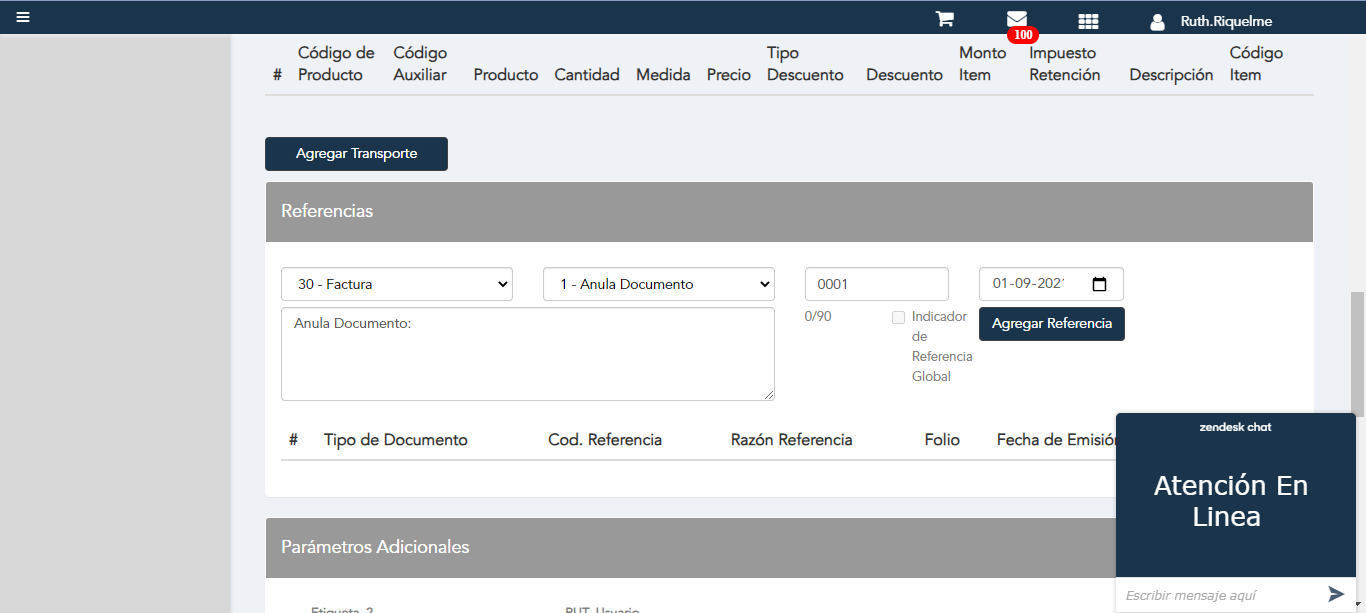 Ruth.Riquelme
100
# Código de Producto Código Auxiliar Producto Cantidad Medida Precio Tipo Descuento Descuento Monto Item Impuesto Retención Descripción Código Item
Agregar Transporte
Referencias
30 - Factura 1 - Anula Documento 0001 01-09-202
Anula Documento:
0/90
Indicador
de
Referencia
Global
Agregar Referencia
# Tipo de Documento Cod. Referencia Razón Referencia Folio Fecha de Emisión
zendesk chat
Atención En
Linea
Escribir mensaje aquí
Parámetros Adicionales
Etiqueta 2 RUT Usuario